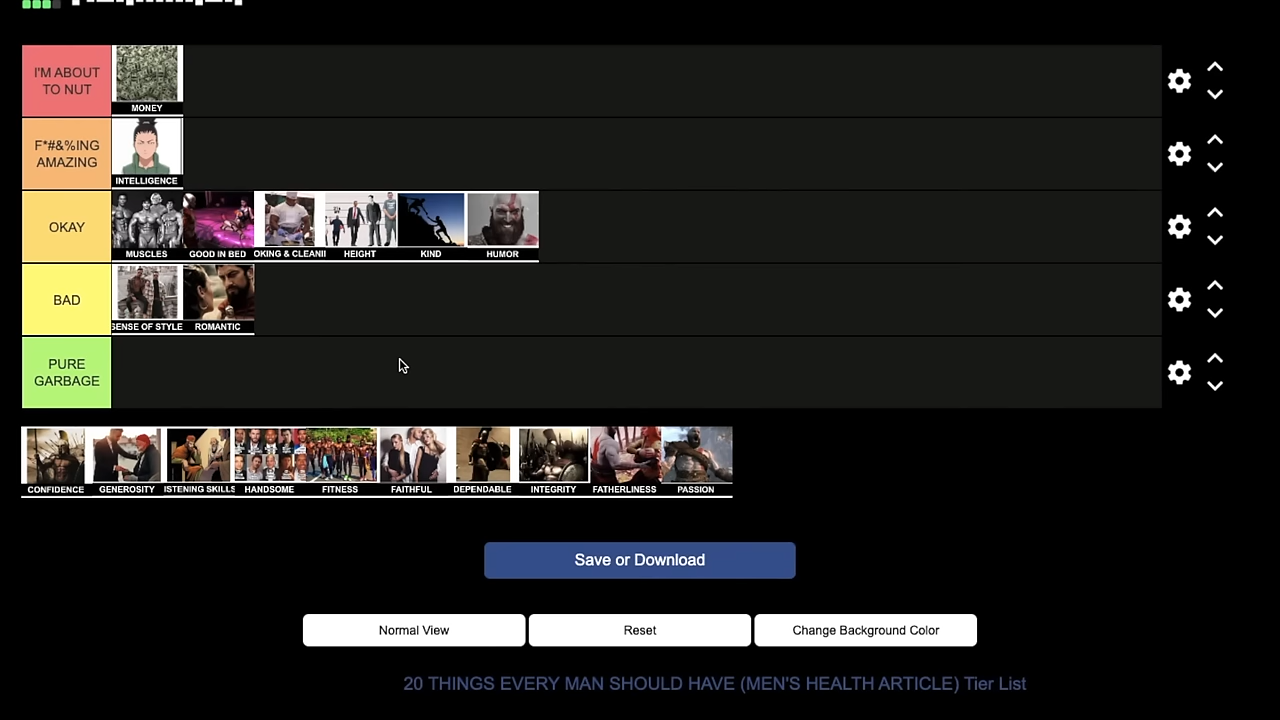 I'M ABOUT
TO NUT
MONEY
F*#&%ING
AMAZING
INTELLIGENCE
OKAY
MUSCLES
GOOD IN BED
OKING & CLEANII
HEIGHT
KIND
HUMOR
BAD
SENSE OF STYLE
ROMANTIC
PURE
GARBAGE
CONFIDENCE
GENEROSITY
ISTENING SKILLS
HANDSOME
FITNESS
FAITHFUL
DEPENDABLE
INTEGRITY
FATHERLINESS
PASSION
Save or Download
Normal View
Reset
Change Background Color
20 THINGS EVERY MAN SHOULD HAVE (MEN'S HEALTH ARTICLE) Tier List